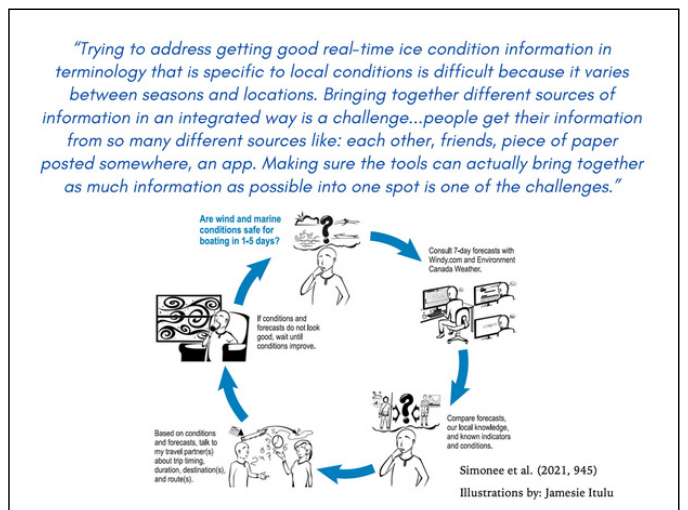 “Trying to address getting good real-time ice condition information in
terminology that is specific to local conditions is difficult because it varies
between seasons and locations. Bringing together different sources of
information in an integrated way is a challenge...people get their information
from so many different sources like: each other, friends, piece of paper
posted somewhere, an app. Making sure the tools can actually bring together
as much information as possible into one spot is one of the challenges.”
Are wind and marine
conditions safe for
boating in 1-5 days?
Consult 7-day forecasts with
Windy.com and Environment
Canada Weather.
Compare forecasts,
our local knowledge,
and known indicators
and conditions.
Based on conditions
and forecasts, talk to
my travel partner(s)
about trip timing,
duration, destination(s),
and route(s).
If conditions and
forecasts do not look
good, wait until
conditions improve.
Simonee et al. (2021, 945)
Illustrations by: Jamesie Itulu